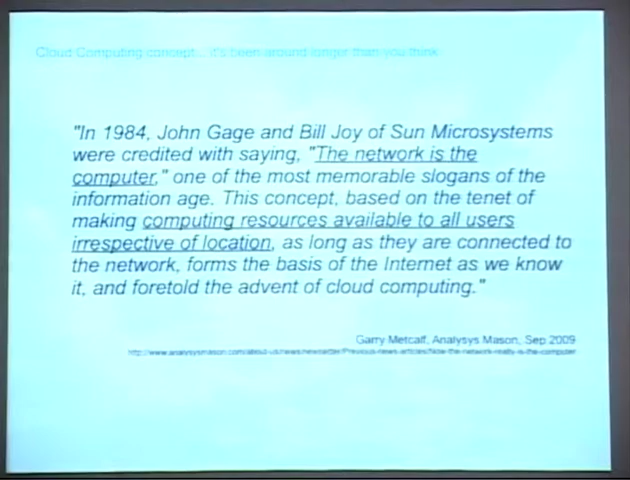 Cloud Computing concept... it's been around longer than you think
"In 1984, John Gage and Bill Joy of Sun Microsystems
were credited with saying, "The network is the
computer," one of the most memorable slogans of the
information age. This concept, based on the tenet of
making computing resources available to all users
irrespective of location, as long as they are connected to
the network, forms the basis of the Internet as we know
it, and foretold the advent of cloud computing."
Garry Metcalf, Analysys Mason, Sep 2009
http://www.analysysmason.com/about-us/news/newsletter/Previous-news-articles/Now-the-network-really-is-the-computer